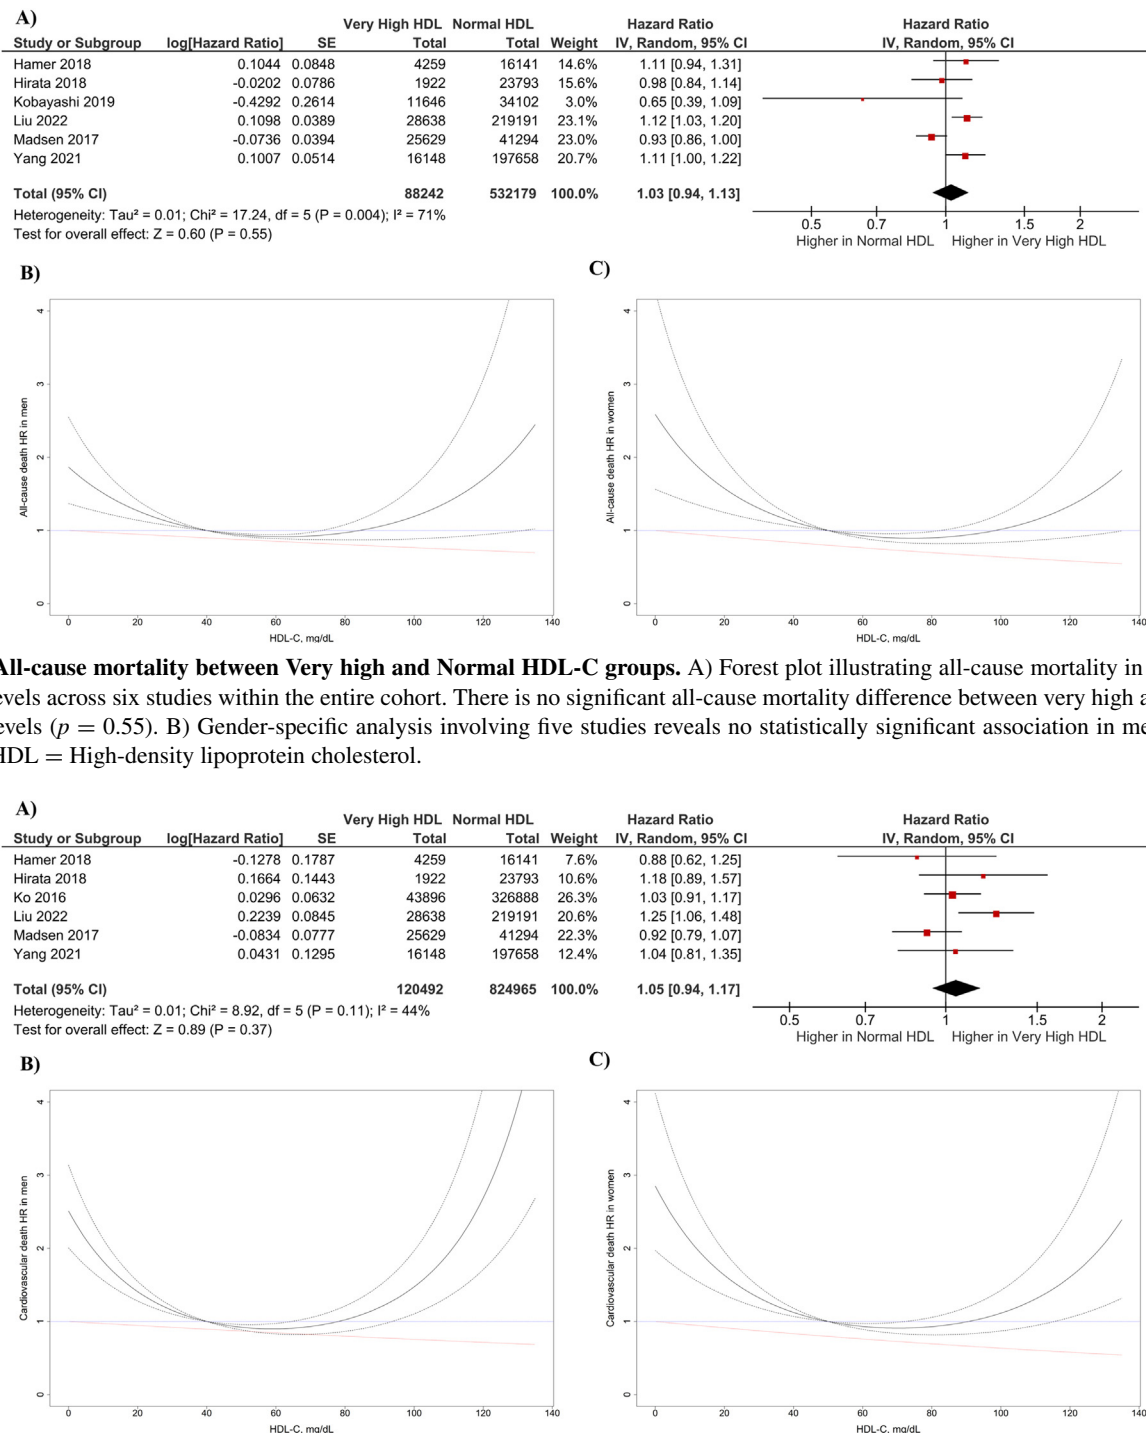 A)
Very High HDL Normal HDL Hazard Ratio Hazard Ratio
Study or Subgroup log[Hazard Ratio] SE Total Total Weight IV, Random, 95% CI IV, Random, 95% CI
Hamer 2018 0.1044 0.0848 4259 16141 14.6% 1.11 [0.94, 1.31]
Hirata 2018 -0.0202 0.0786 1922 23793 15.6% 0.98 [0.84, 1.14]
Kobayashi 2019 -0.4292 0.2614 11646 34102 3.0% 0.65 [0.39, 1.09]
Liu 2022 0.1098 0.0389 28638 219191 23.1% 1.12 [1.03, 1.20]
Madsen 2017 -0.0736 0.0394 25629 41294 23.0% 0.93 [0.86, 1.00]
Yang 2021 0.1007 0.0514 16148 197658 20.7% 1.11 [1.00, 1.22]
Total (95% CI) 88242 532179 100.0% 1.03 [0.94, 1.13]
Heterogeneity: Tau² = 0.01; Chi² = 17.24, df = 5 (P = 0.004); I² = 71%
Test for overall effect: Z = 0.60 (P = 0.55)
0.5 0.7 1 1.5 2
Higher in Normal HDL Higher in Very High HDL
B)
All-cause death HR in men
4
3
2
1
0
0 20 40 60 80 100 120 140
HDL-C, mg/dL
C)
All-cause death HR in women
4
3
2
1
0
0 20 40 60 80 100 120 140
HDL-C, mg/dL
All-cause mortality between Very high and Normal HDL-C groups. A) Forest plot illustrating all-cause mortality in
levels across six studies within the entire cohort. There is no significant all-cause mortality difference between very high a
evels (p = 0.55). B) Gender-specific analysis involving five studies reveals no statistically significant association in me
HDL = High-density lipoprotein cholesterol.
A)
Very High HDL Normal HDL Hazard Ratio Hazard Ratio
Study or Subgroup log[Hazard Ratio] SE Total Total Weight IV, Random, 95% CI IV, Random, 95% CI
Hamer 2018 -0.1278 0.1787 4259 16141 7.6% 0.88 [0.62, 1.25]
Hirata 2018 0.1664 0.1443 1922 23793 10.6% 1.18 [0.89, 1.57]
Ko 2016 0.0296 0.0632 43896 326888 26.3% 1.03 [0.91, 1.17]
Liu 2022 0.2239 0.0845 28638 219191 20.6% 1.25 [1.06, 1.48]
Madsen 2017 -0.0834 0.0777 25629 41294 22.3% 0.92 [0.79, 1.07]
Yang 2021 0.0431 0.1295 16148 197658 12.4% 1.04 [0.81, 1.35]
Total (95% CI) 120492 824965 100.0% 1.05 [0.94, 1.17]
Heterogeneity: Tau² = 0.01; Chi² = 8.92, df = 5 (P = 0.11); I² = 44%
Test for overall effect: Z = 0.89 (P = 0.37)
0.5 0.7 1 1.5 2
Higher in Normal HDL Higher in Very High HDL
B)
Cardiovascular death HR in men
4
3
2
1
0
0 20 40 60 80 100 120 140
HDL-C, mg/dL
C)
Cardiovascular death HR in women
4
3
2
1
0
0 20 40 60 80 100 120 140
HDL-C, mg/dL